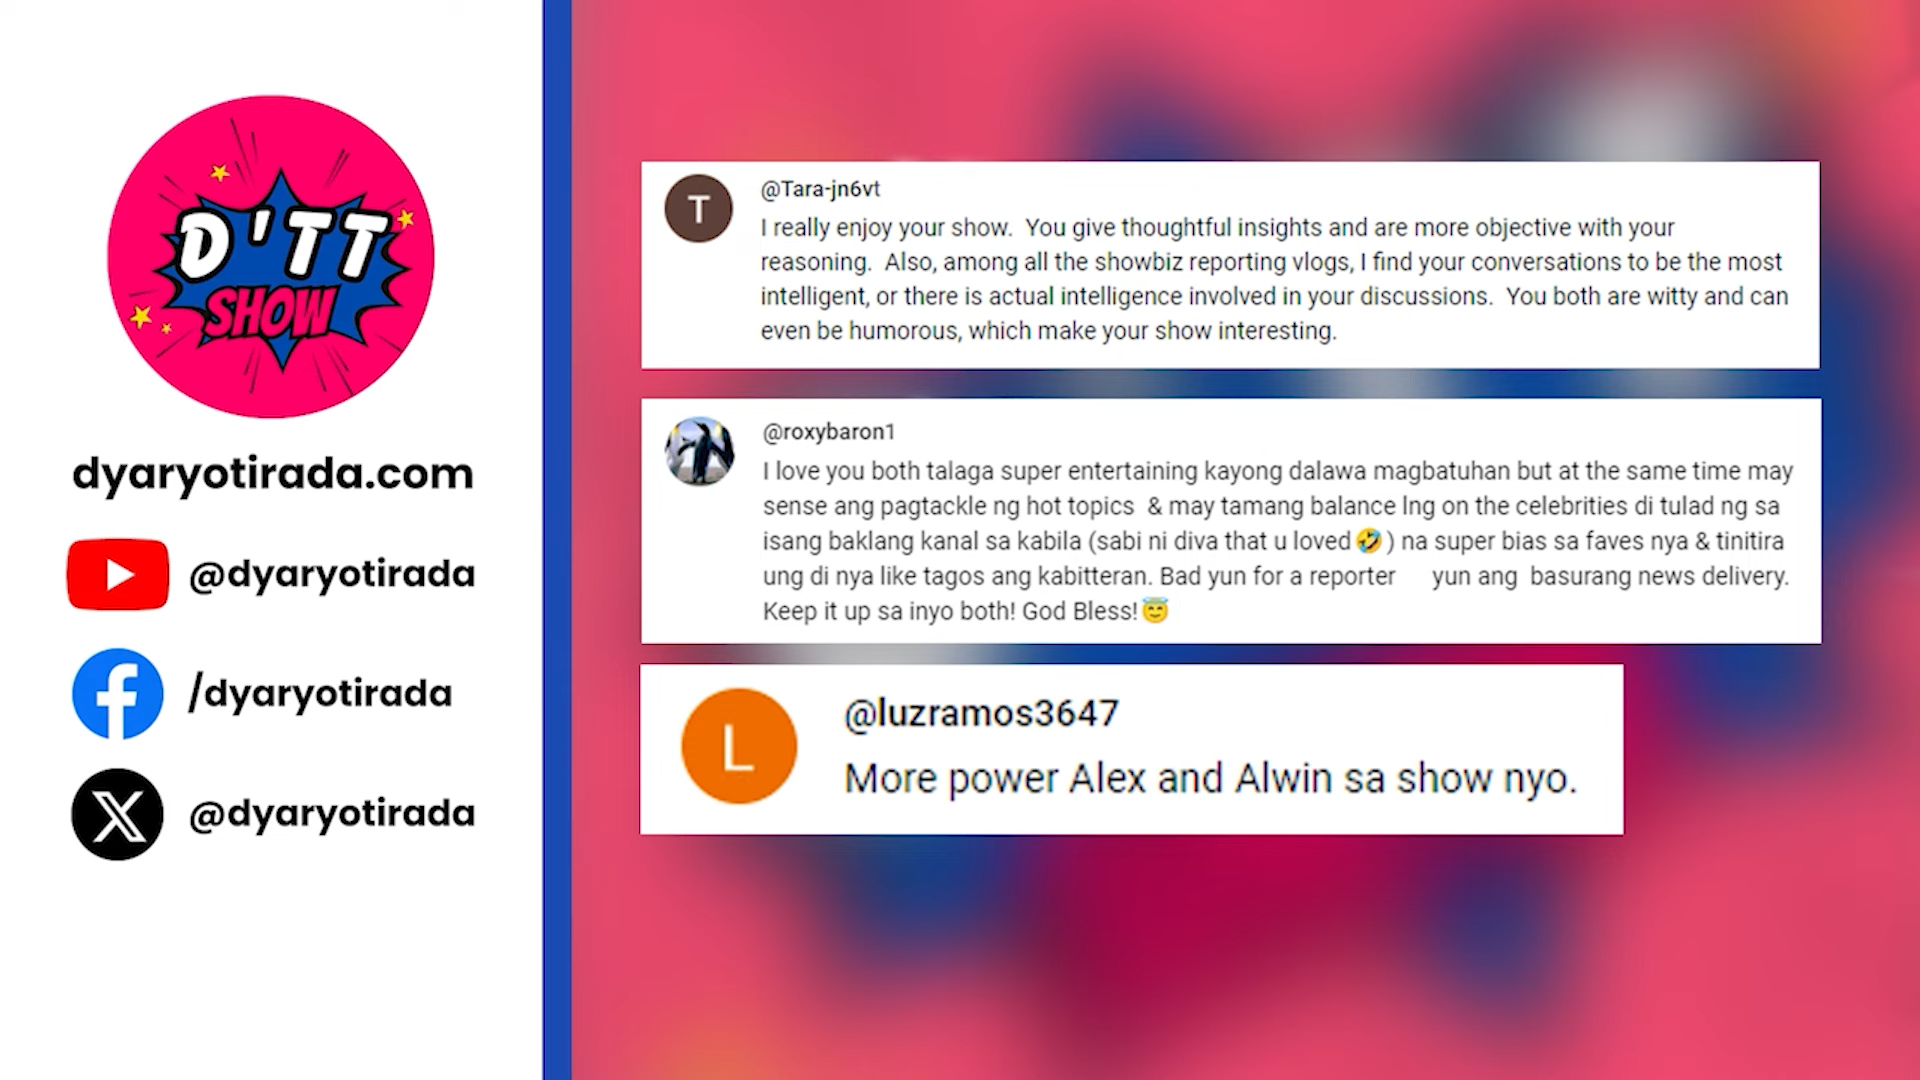 D'TT
SHOW
dyaryotirada.com
@dyaryotirada
/dyaryotirada
@dyaryotirada
T
@Tara-jn6vt
I really enjoy your show.  You give thoughtful insights and are more objective with your
reasoning.  Also, among all the showbiz reporting vlogs, I find your conversations to be the most
intelligent, or there is actual intelligence involved in your discussions.  You both are witty and can
even be humorous, which make your show interesting.
@roxybaron1
I love you both talaga super entertaining kayong dalawa magbatuhan but at the same time may
sense ang pagtackle ng hot topics  & may tamang balance lng on the celebrities di tulad ng sa
isang baklang kanal sa kabila (sabi ni diva that u loved🤣) na super bias sa faves nya & tinitira
ung di nya like tagos ang kabitteran. Bad yun for a reporter     yun ang  basurang news delivery.
Keep it up sa inyo both! God Bless!😇
L
@luzramos3647
More power Alex and Alwin sa show nyo.